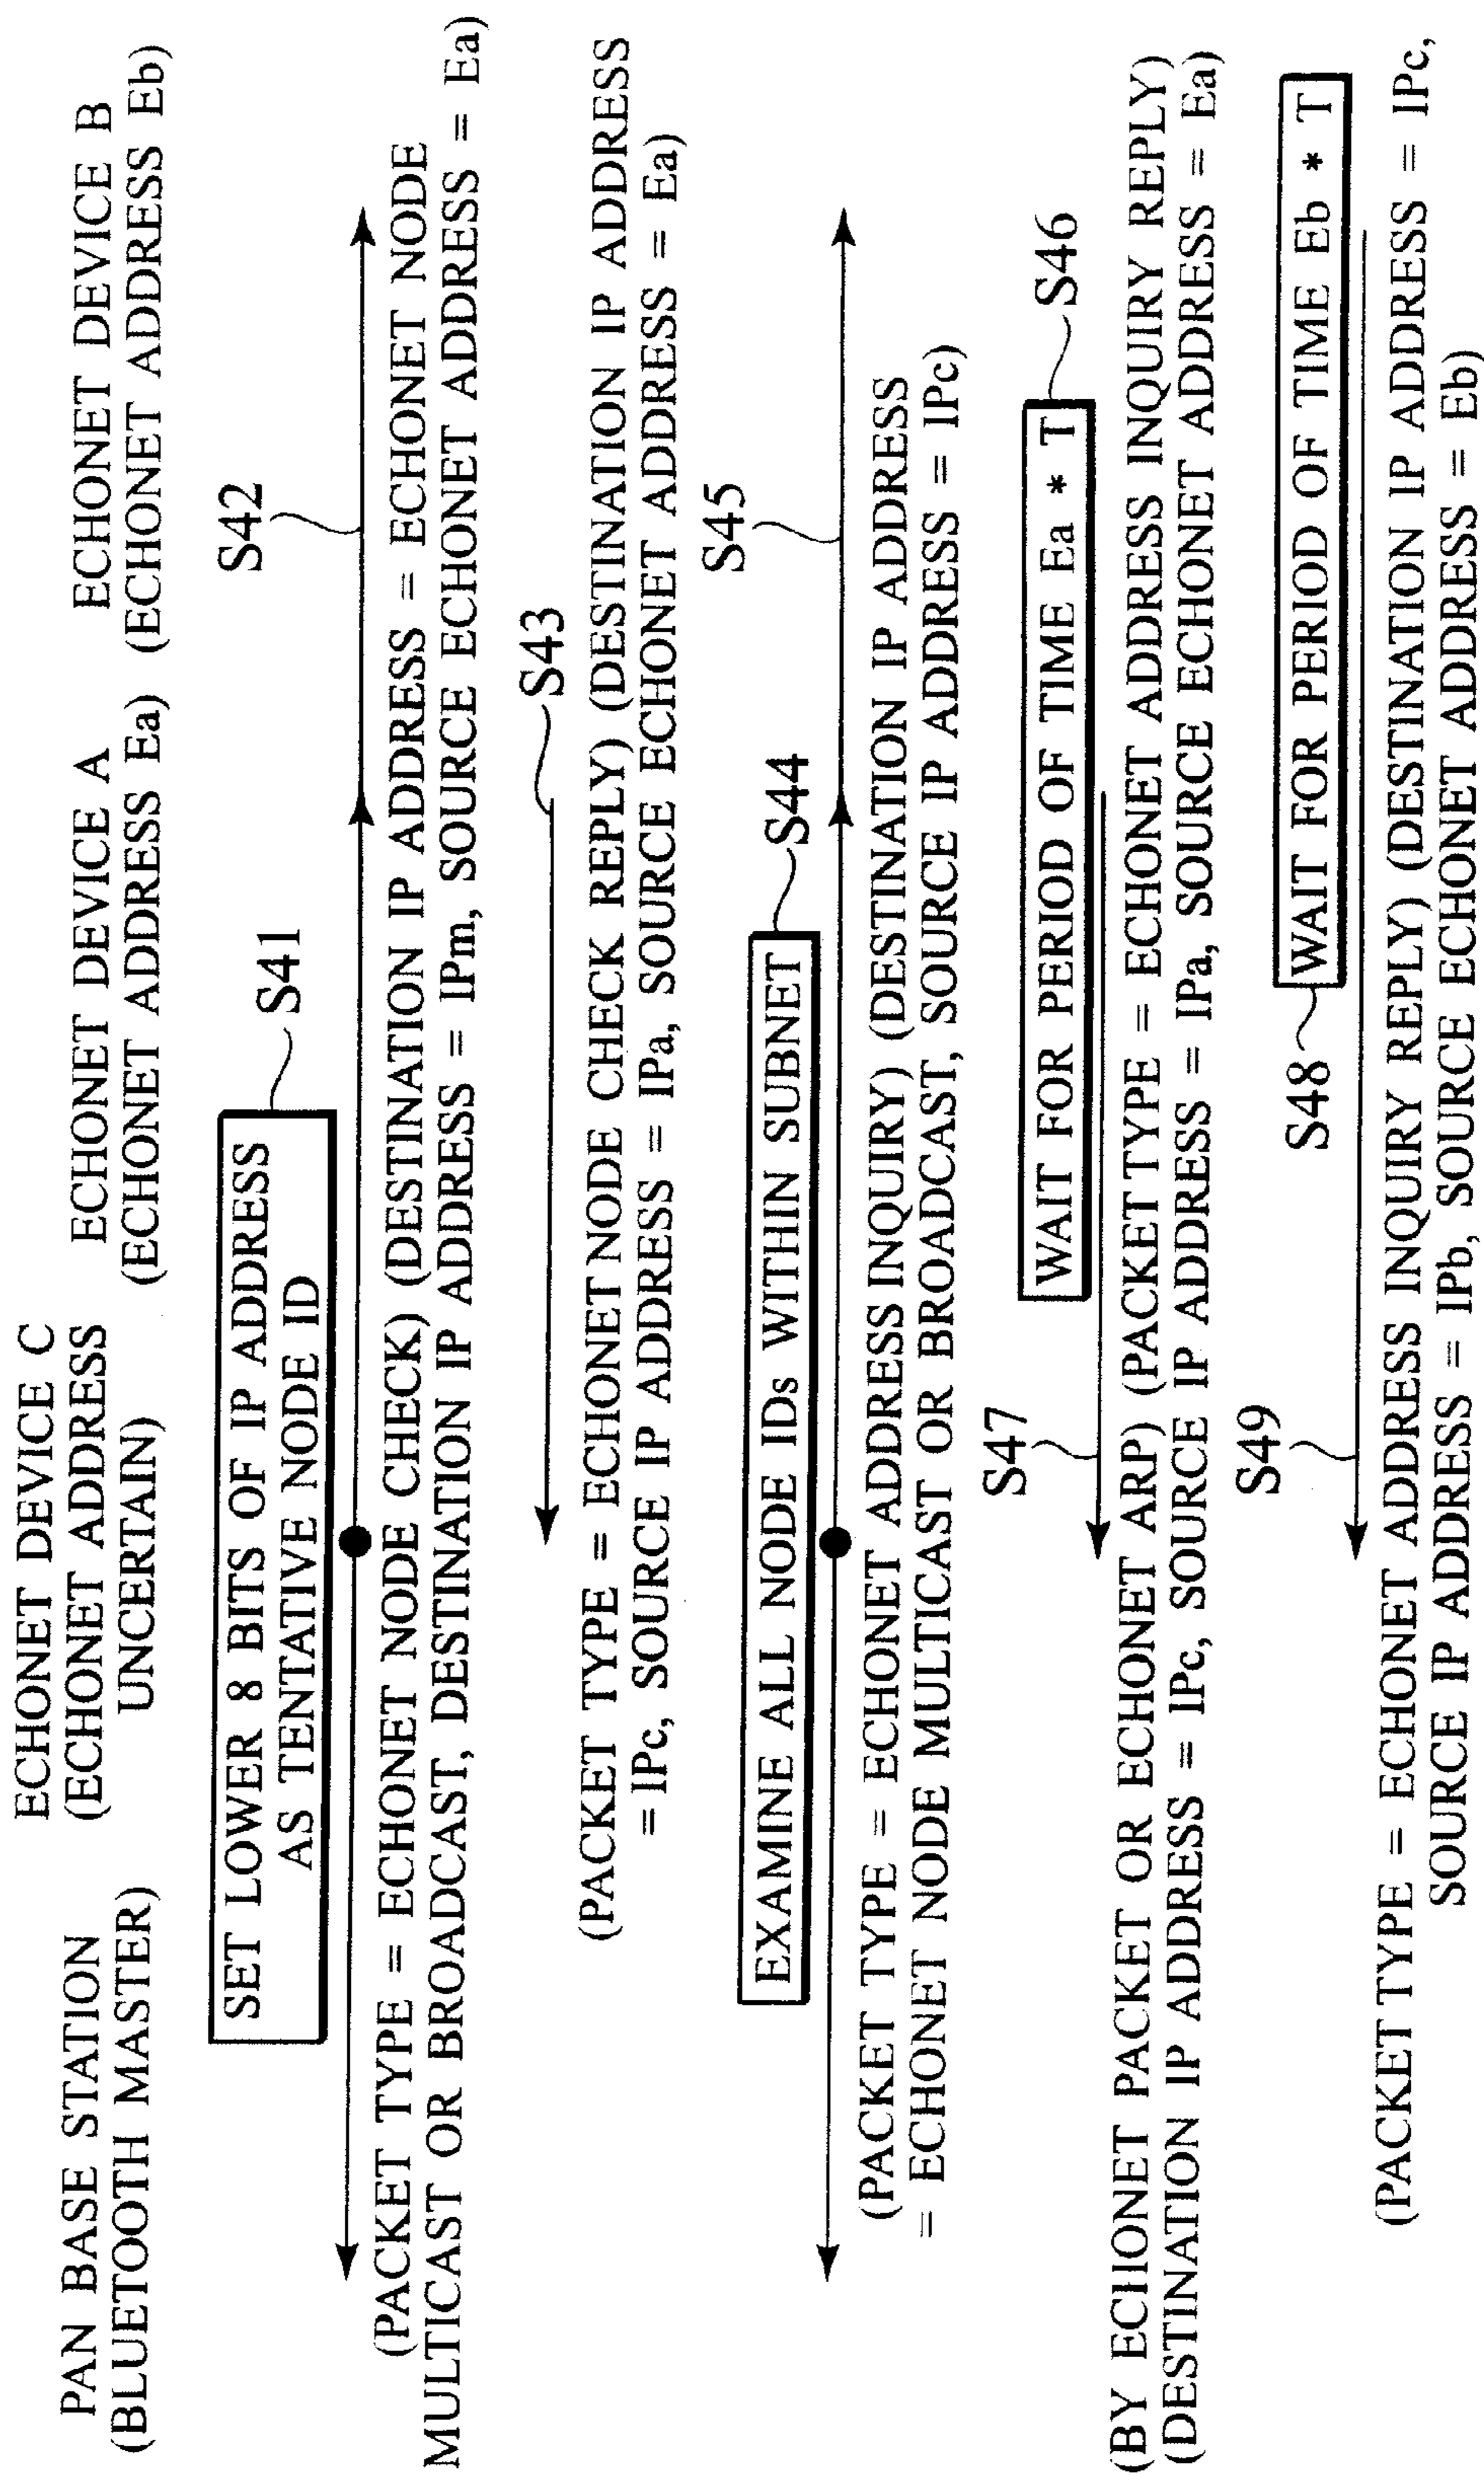 PAN BASE STATION
(BLUETOOTH MASTER)
ECHONET DEVICE C
(ECHONET ADDRESS
UNCERTAIN)
ECHONET DEVICE A
(ECHONET ADDRESS Ea)
ECHONET DEVICE B
(ECHONET ADDRESS Eb)
SET LOWER 8 BITS OF IP ADDRESS
AS TENTATIVE NODE ID
S41
S42
(PACKET TYPE = ECHONET NODE CHECK) (DESTINATION IP ADDRESS = ECHONET NODE
MULTICAST OR BROADCAST, DESTINATION IP ADDRESS = IPm, SOURCE ECHONET ADDRESS = Ea)
S43
(PACKET TYPE = ECHONET NODE CHECK REPLY) (DESTINATION IP ADDRESS
= IPc, SOURCE IP ADDRESS = IPa, SOURCE ECHONET ADDRESS = Ea)
EXAMINE ALL NODE IDs WITHIN SUBNET
S44
S45
(PACKET TYPE = ECHONET ADDRESS INQUIRY) (DESTINATION IP ADDRESS
= ECHONET NODE MULTICAST OR BROADCAST, SOURCE IP ADDRESS = IPc)
WAIT FOR PERIOD OF TIME Ea * T
S46
S47
(BY ECHONET PACKET OR ECHONET ARP) (PACKET TYPE = ECHONET ADDRESS INQUIRY REPLY)
(DESTINATION IP ADDRESS = IPc, SOURCE IP ADDRESS = IPa, SOURCE ECHONET ADDRESS = Ea)
S48
WAIT FOR PERIOD OF TIME Eb * T
S49
(PACKET TYPE = ECHONET ADDRESS INQUIRY REPLY) (DESTINATION IP ADDRESS = IPc,
SOURCE IP ADDRESS = IPb, SOURCE ECHONET ADDRESS = Eb)